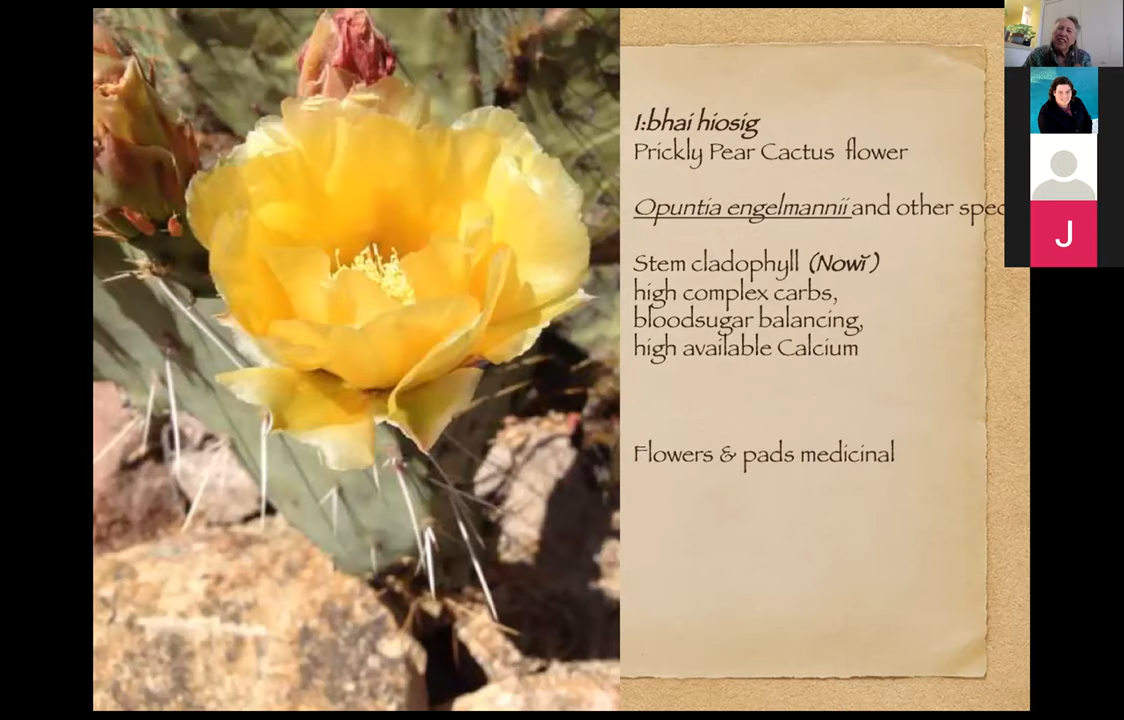 I:bhai hiosig
Prickly Pear Cactus flower
Opuntia engelmannii and other spec
Stem cladophyll (Nowĭ )
high complex carbs,
bloodsugar balancing,
high available Calcium
Flowers & pads medicinal
J